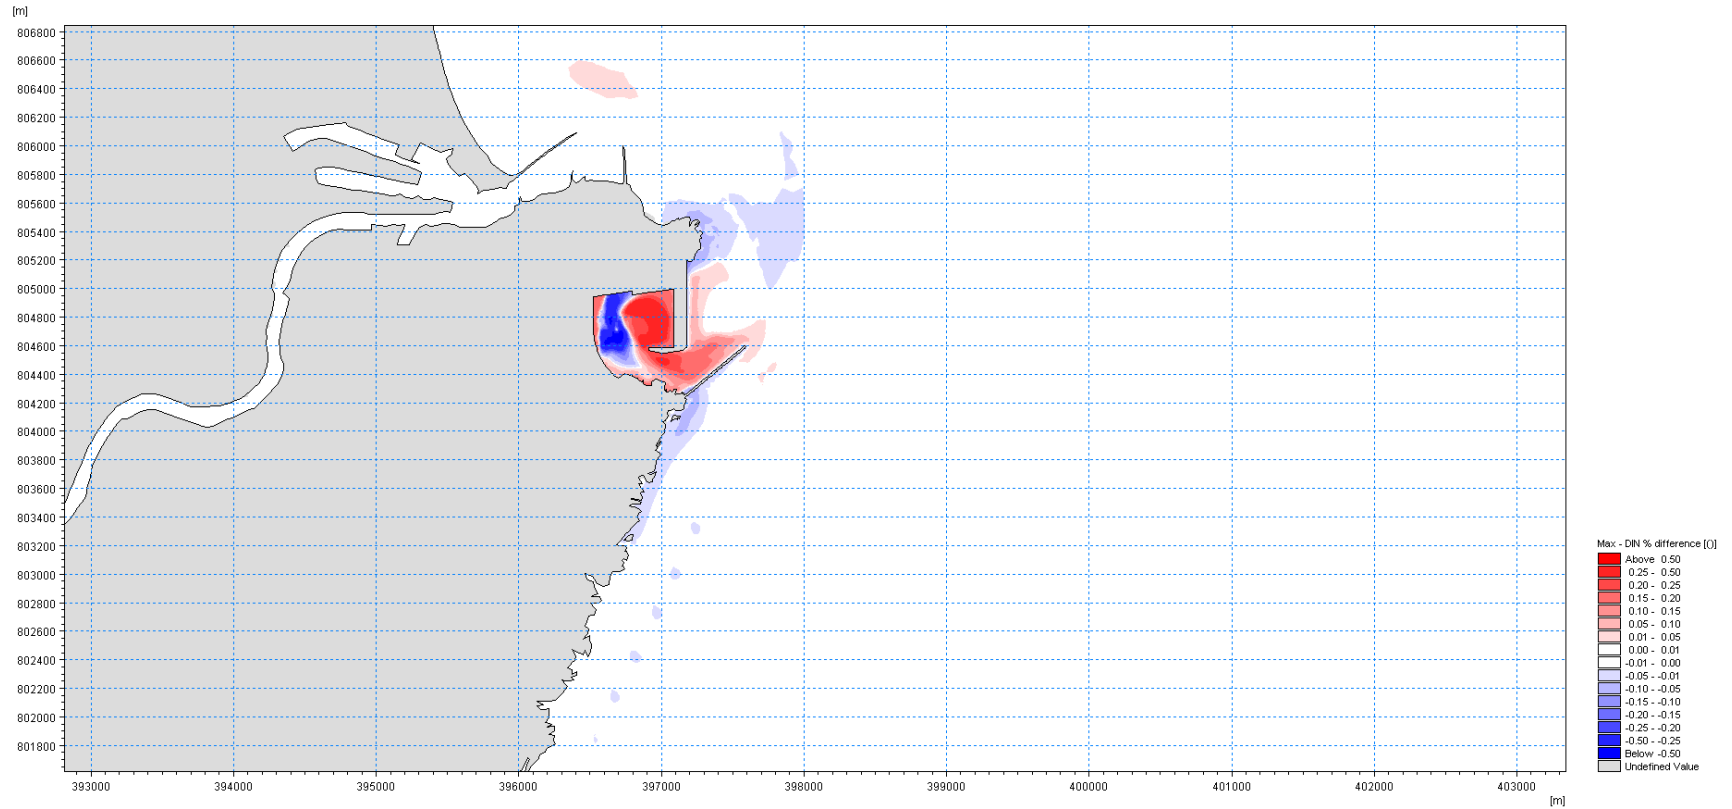 [m]
806800
806600
806400
806200
806000
805800
805600
805400
805200
805000
804800
804600
804400
804200
804000
803800
803600
803400
803200
803000
802800
802600
802400
802200
802000
801800
393000 394000 395000 396000 397000 398000 399000 400000 401000 402000 403000
[m]
Max - DIN % difference [()]
Above 0.50
0.25 - 0.50
0.20 - 0.25
0.15 - 0.20
0.10 - 0.15
0.05 - 0.10
0.01 - 0.05
0.00 - 0.01
-0.01 - 0.00
-0.05 - -0.01
-0.10 - -0.05
-0.15 - -0.10
-0.20 - -0.15
-0.25 - -0.20
-0.50 - -0.25
Below -0.50
Undefined Value